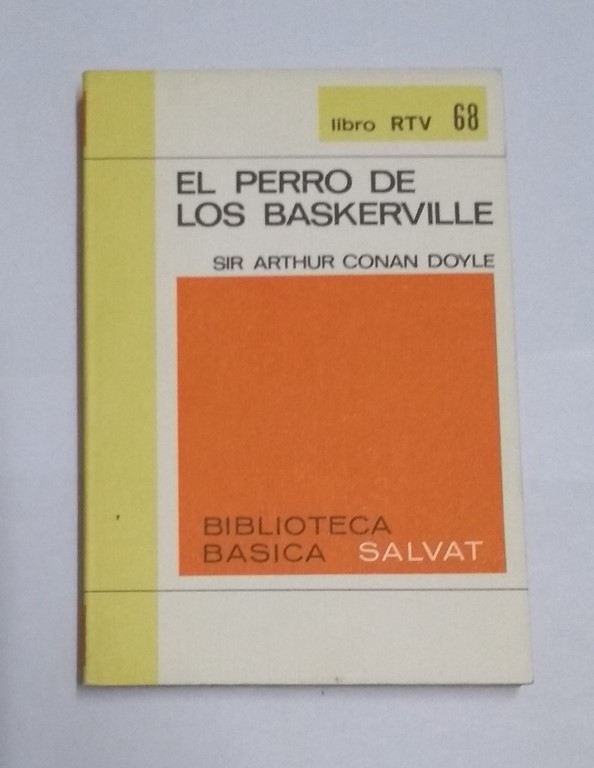 libro RTV 68
EL PERRO DE
LOS BASKERVILLE
SIR ARTHUR CONAN DOYLE
BIBLIOTECA
BASICA SALVAT